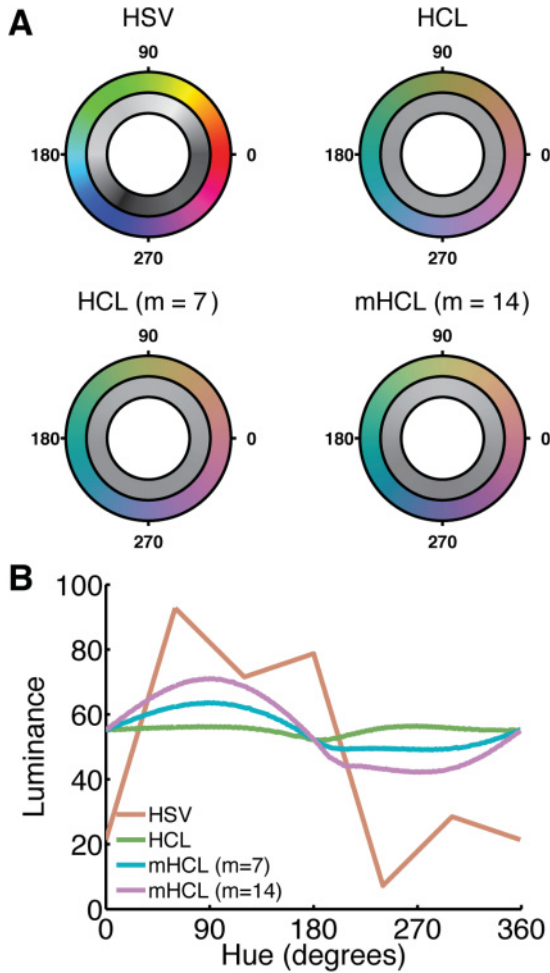 A
HSV
HCL
90
90
180
0
180
0
270
270
HCL (m = 7)
mHCL (m = 14)
90
90
180
0
180
0
270
270
B
100
80
60
40
20
0
Luminance
HSV
HCL
mHCL (m=7)
mHCL (m=14)
0
90
180
270
360
Hue (degrees)